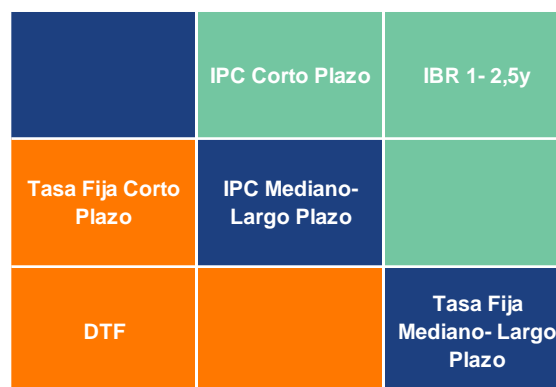 IPC Corto Plazo
IBR 1- 2,5y
Tasa Fija Corto
Plazo
IPC Mediano-
Largo Plazo
DTF
Tasa Fija
Mediano- Largo
Plazo